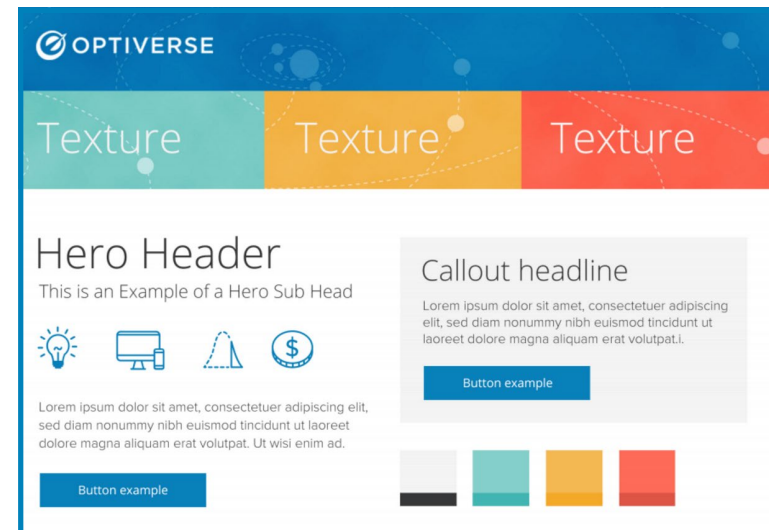 OPTIVERSE
Texture
Texture
Texture
Hero Header
This is an Example of a Hero Sub Head
$
Lorem ipsum dolor sit amet, consectetuer adipiscing elit,
sed diam nonummy nibh euismod tincidunt ut laoreet
dolore magna aliquam erat volutpat. Ut wisi enim ad.
Button example
Callout headline
Lorem ipsum dolor sit amet, consectetuer adipiscing
elit, sed diam nonummy nibh euismod tincidunt ut
laoreet dolore magna aliquam erat volutpat.i.
Button example